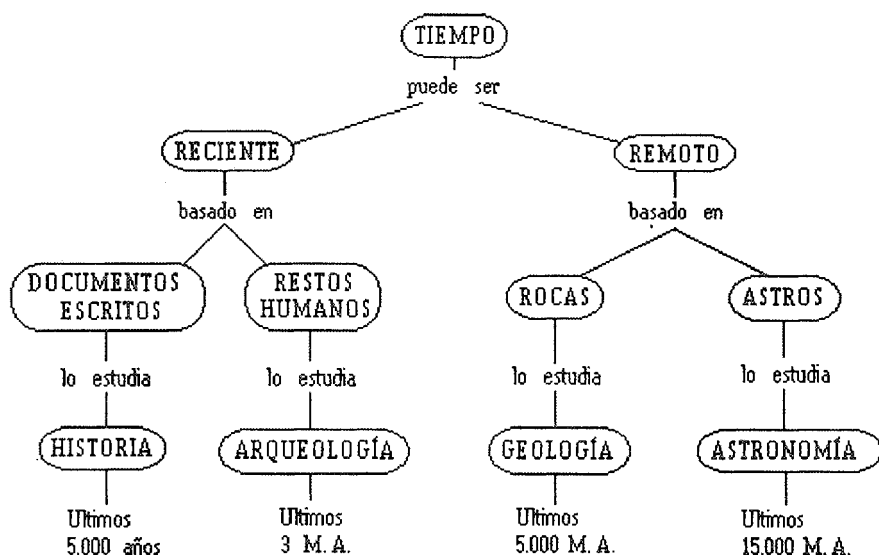 TIEMPO
puede ser
RECIENTE
REMOTO
basado en
basado en
DOCUMENTOS
ESCRITOS
RESTOS
HUMANOS
ROCAS
ASTROS
lo estudia
lo estudia
lo estudia
lo estudia
HISTORIA
ARQUEOLOGÍA
GEOLOGÍA
ASTRONOMÍA
Ultimos
5.000 años
Ultimos
3 M. A.
Ultimos
5.000 M. A.
Ultimos
15.000 M. A.